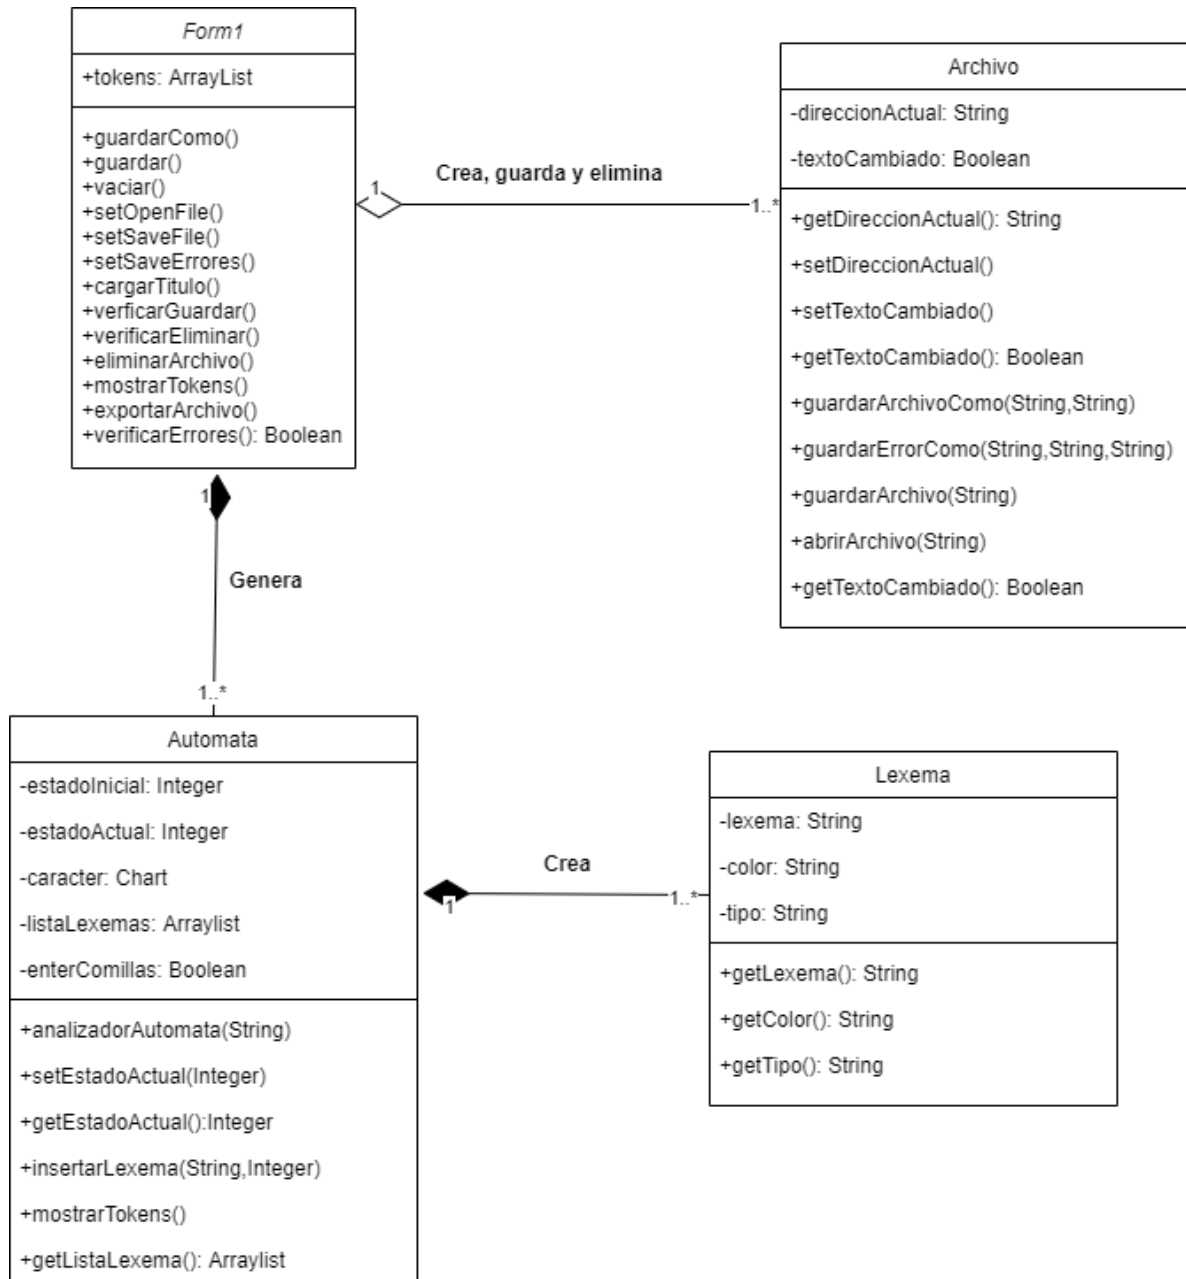 Form1
+tokens: ArrayList
+guardarComo()
+guardar()
+vaciar()
+setOpenFile()
+setSaveFile()
+setSaveErrores()
+cargarTitulo()
+verficarGuardar()
+verificarEliminar()
+eliminarArchivo()
+mostrarTokens()
+exportarArchivo()
+verificarErrores(): Boolean
1
Crea, guarda y elimina
1..*
Archivo
-direccionActual: String
-textoCambiado: Boolean
+getDireccionActual(): String
+setDireccionActual()
+setTextoCambiado()
+getTextoCambiado(): Boolean
+guardarArchivoComo(String,String)
+guardarErrorComo(String,String,String)
+guardarArchivo(String)
+abrirArchivo(String)
+getTextoCambiado(): Boolean
1
Genera
1..*
Automata
-estadoInicial: Integer
-estadoActual: Integer
-caracter: Chart
-listaLexemas: Arraylist
-enterComillas: Boolean
+analizadorAutomata(String)
+setEstadoActual(Integer)
+getEstadoActual():Integer
+insertarLexema(String,Integer)
+mostrarTokens()
+getListaLexema(): Arraylist
1
Crea
1..*
Lexema
-lexema: String
-color: String
-tipo: String
+getLexema(): String
+getColor(): String
+getTipo(): String